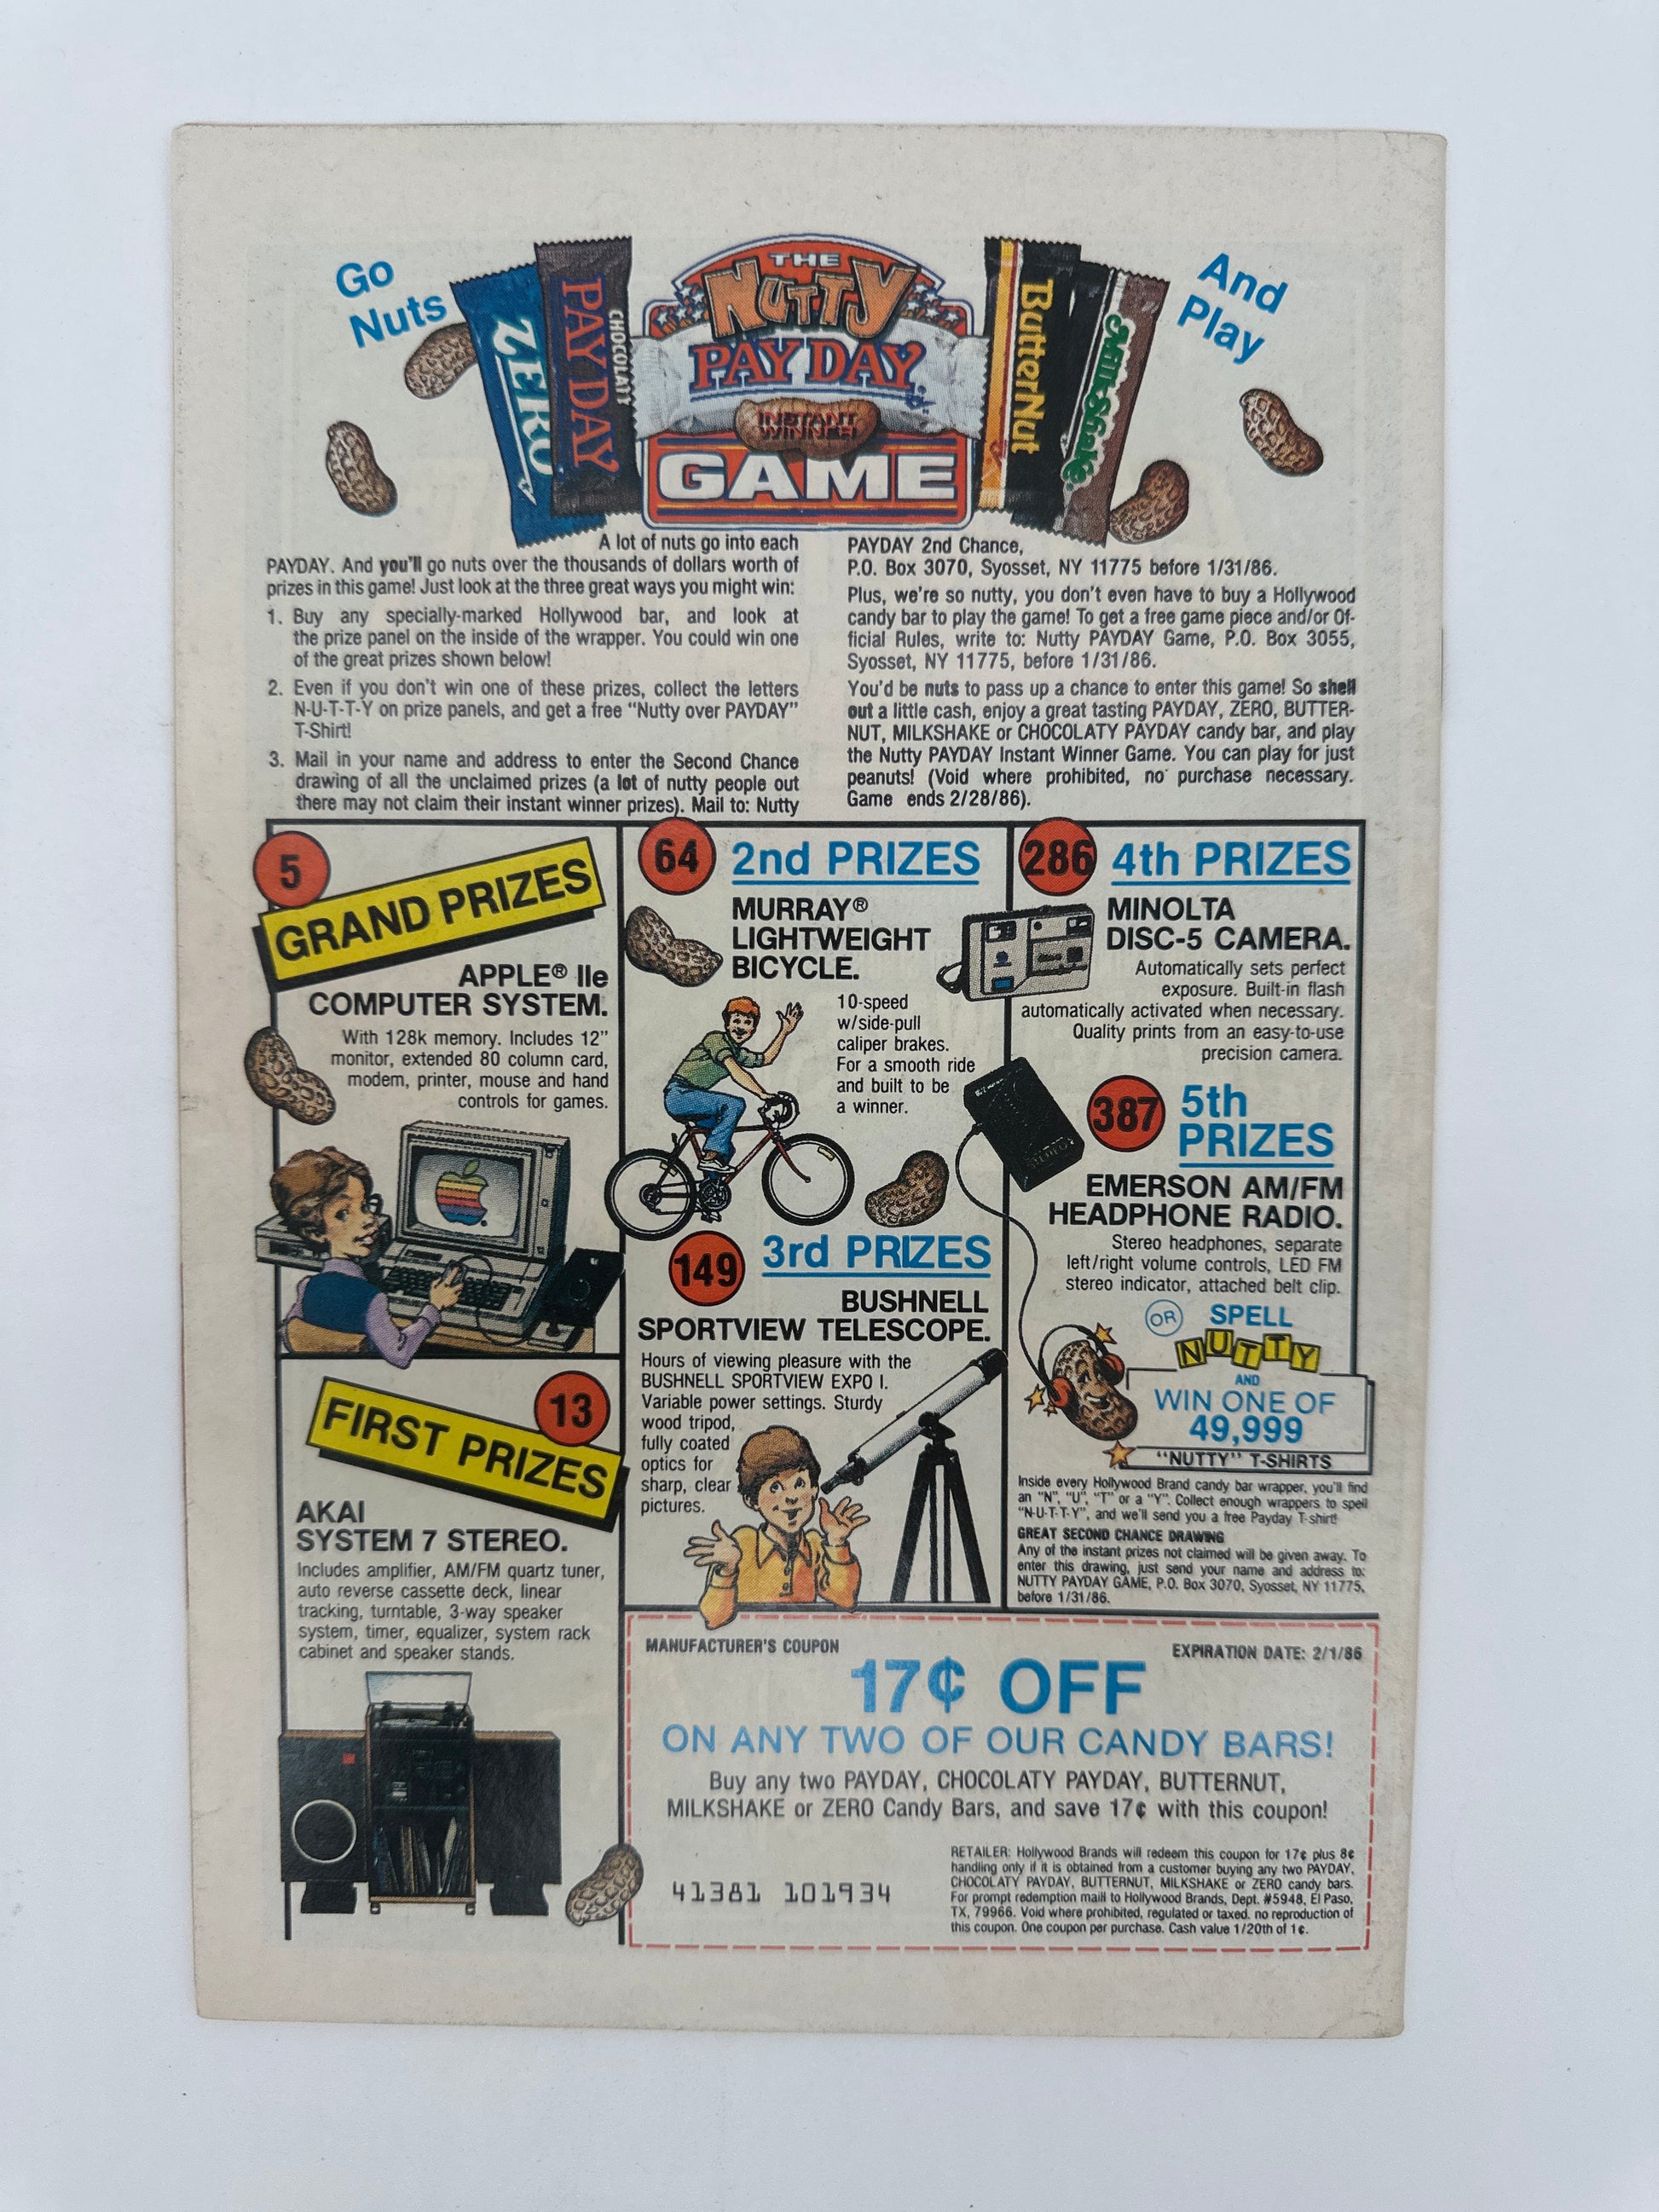 Go
Nuts
ZERO
CHOCOLATY
PAYDAY
THE
NUTTY
PAYDAY
INSTANT
WINNER
GAME
ButterNut
Milk-Shake
And
Play
A lot of nuts go into each
PAYDAY. And you'll go nuts over the thousands of dollars worth of
prizes in this game! Just look at the three great ways you might win:
1. Buy any specially-marked Hollywood bar, and look at
the prize panel on the inside of the wrapper. You could win one
of the great prizes shown below!
2. Even if you don't win one of these prizes, collect the letters
N-U-T-T-Y on prize panels, and get a free "Nutty over PAYDAY"
T-Shirt!
3. Mail in your name and address to enter the Second Chance
drawing of all the unclaimed prizes (a lot of nutty people out
there may not claim their instant winner prizes). Mail to: Nutty
PAYDAY 2nd Chance,
P.O. Box 3070, Syosset, NY 11775 before 1/31/86.
Plus, we're so nutty, you don't even have to buy a Hollywood
candy bar to play the game! To get a free game piece and/or Of-
ficial Rules, write to: Nutty PAYDAY Game, P.O. Box 3055,
Syosset, NY 11775, before 1/31/86.
You'd be nuts to pass up a chance to enter this game! So shell
out a little cash, enjoy a great tasting PAYDAY, ZERO, BUTTER-
NUT, MILKSHAKE or CHOCOLATY PAYDAY candy bar, and play
the Nutty PAYDAY Instant Winner Game. You can play for just
peanuts! (Void where prohibited, no purchase necessary.
Game ends 2/28/86).
5
GRAND PRIZES
APPLE® IIe
COMPUTER SYSTEM.
With 128k memory. Includes 12"
monitor, extended 80 column card,
modem, printer, mouse and hand
controls for games.
13
FIRST PRIZES
AKAI
SYSTEM 7 STEREO.
Includes amplifier, AM/FM quartz tuner,
auto reverse cassette deck, linear
tracking, turntable, 3-way speaker
system, timer, equalizer, system rack
cabinet and speaker stands.
64 2nd PRIZES
MURRAY®
LIGHTWEIGHT
BICYCLE.
10-speed
w/side-pull
caliper brakes.
For a smooth ride
and built to be
a winner.
149 3rd PRIZES
BUSHNELL
SPORTVIEW TELESCOPE.
Hours of viewing pleasure with the
BUSHNELL SPORTVIEW EXPO I.
Variable power settings. Sturdy
wood tripod,
fully coated
optics for
sharp, clear
pictures.
286 4th PRIZES
MINOLTA
DISC-5 CAMERA.
Automatically sets perfect
exposure. Built-in flash
automatically activated when necessary.
Quality prints from an easy-to-use
precision camera.
387 5th
PRIZES
EMERSON AM/FM
HEADPHONE RADIO.
Stereo headphones, separate
left/right volume controls, LED FM
stereo indicator, attached belt clip.
OR SPELL
NUTTY
AND
WIN ONE OF
49,999
"NUTTY" T-SHIRTS
Inside every Hollywood Brand candy bar wrapper, you'll find
an "N", "U", "T" or a "Y". Collect enough wrappers to spell
"N-U-T-T-Y", and we'll send you a free Payday T-shirt!
GREAT SECOND CHANCE DRAWING
Any of the instant prizes not claimed will be given away. To
enter this drawing, just send your name and address to:
NUTTY PAYDAY GAME, P.O. Box 3070, Syosset, NY 11775,
before 1/31/86.
MANUFACTURER'S COUPON
EXPIRATION DATE: 2/1/86
17¢ OFF
ON ANY TWO OF OUR CANDY BARS!
Buy any two PAYDAY, CHOCOLATY PAYDAY, BUTTERNUT,
MILKSHAKE or ZERO Candy Bars, and save 17¢ with this coupon!
41381 101934
RETAILER: Hollywood Brands will redeem this coupon for 17¢ plus 8¢
handling only if it is obtained from a customer buying any two PAYDAY,
CHOCOLATY PAYDAY, BUTTERNUT, MILKSHAKE or ZERO candy bars.
For prompt redemption maill to Hollywood Brands, Dept. #5948, El Paso,
TX, 79966. Void where prohibited, regulated or taxed. no reproduction of
this coupon. One coupon per purchase. Cash value 1/20th of 1¢.